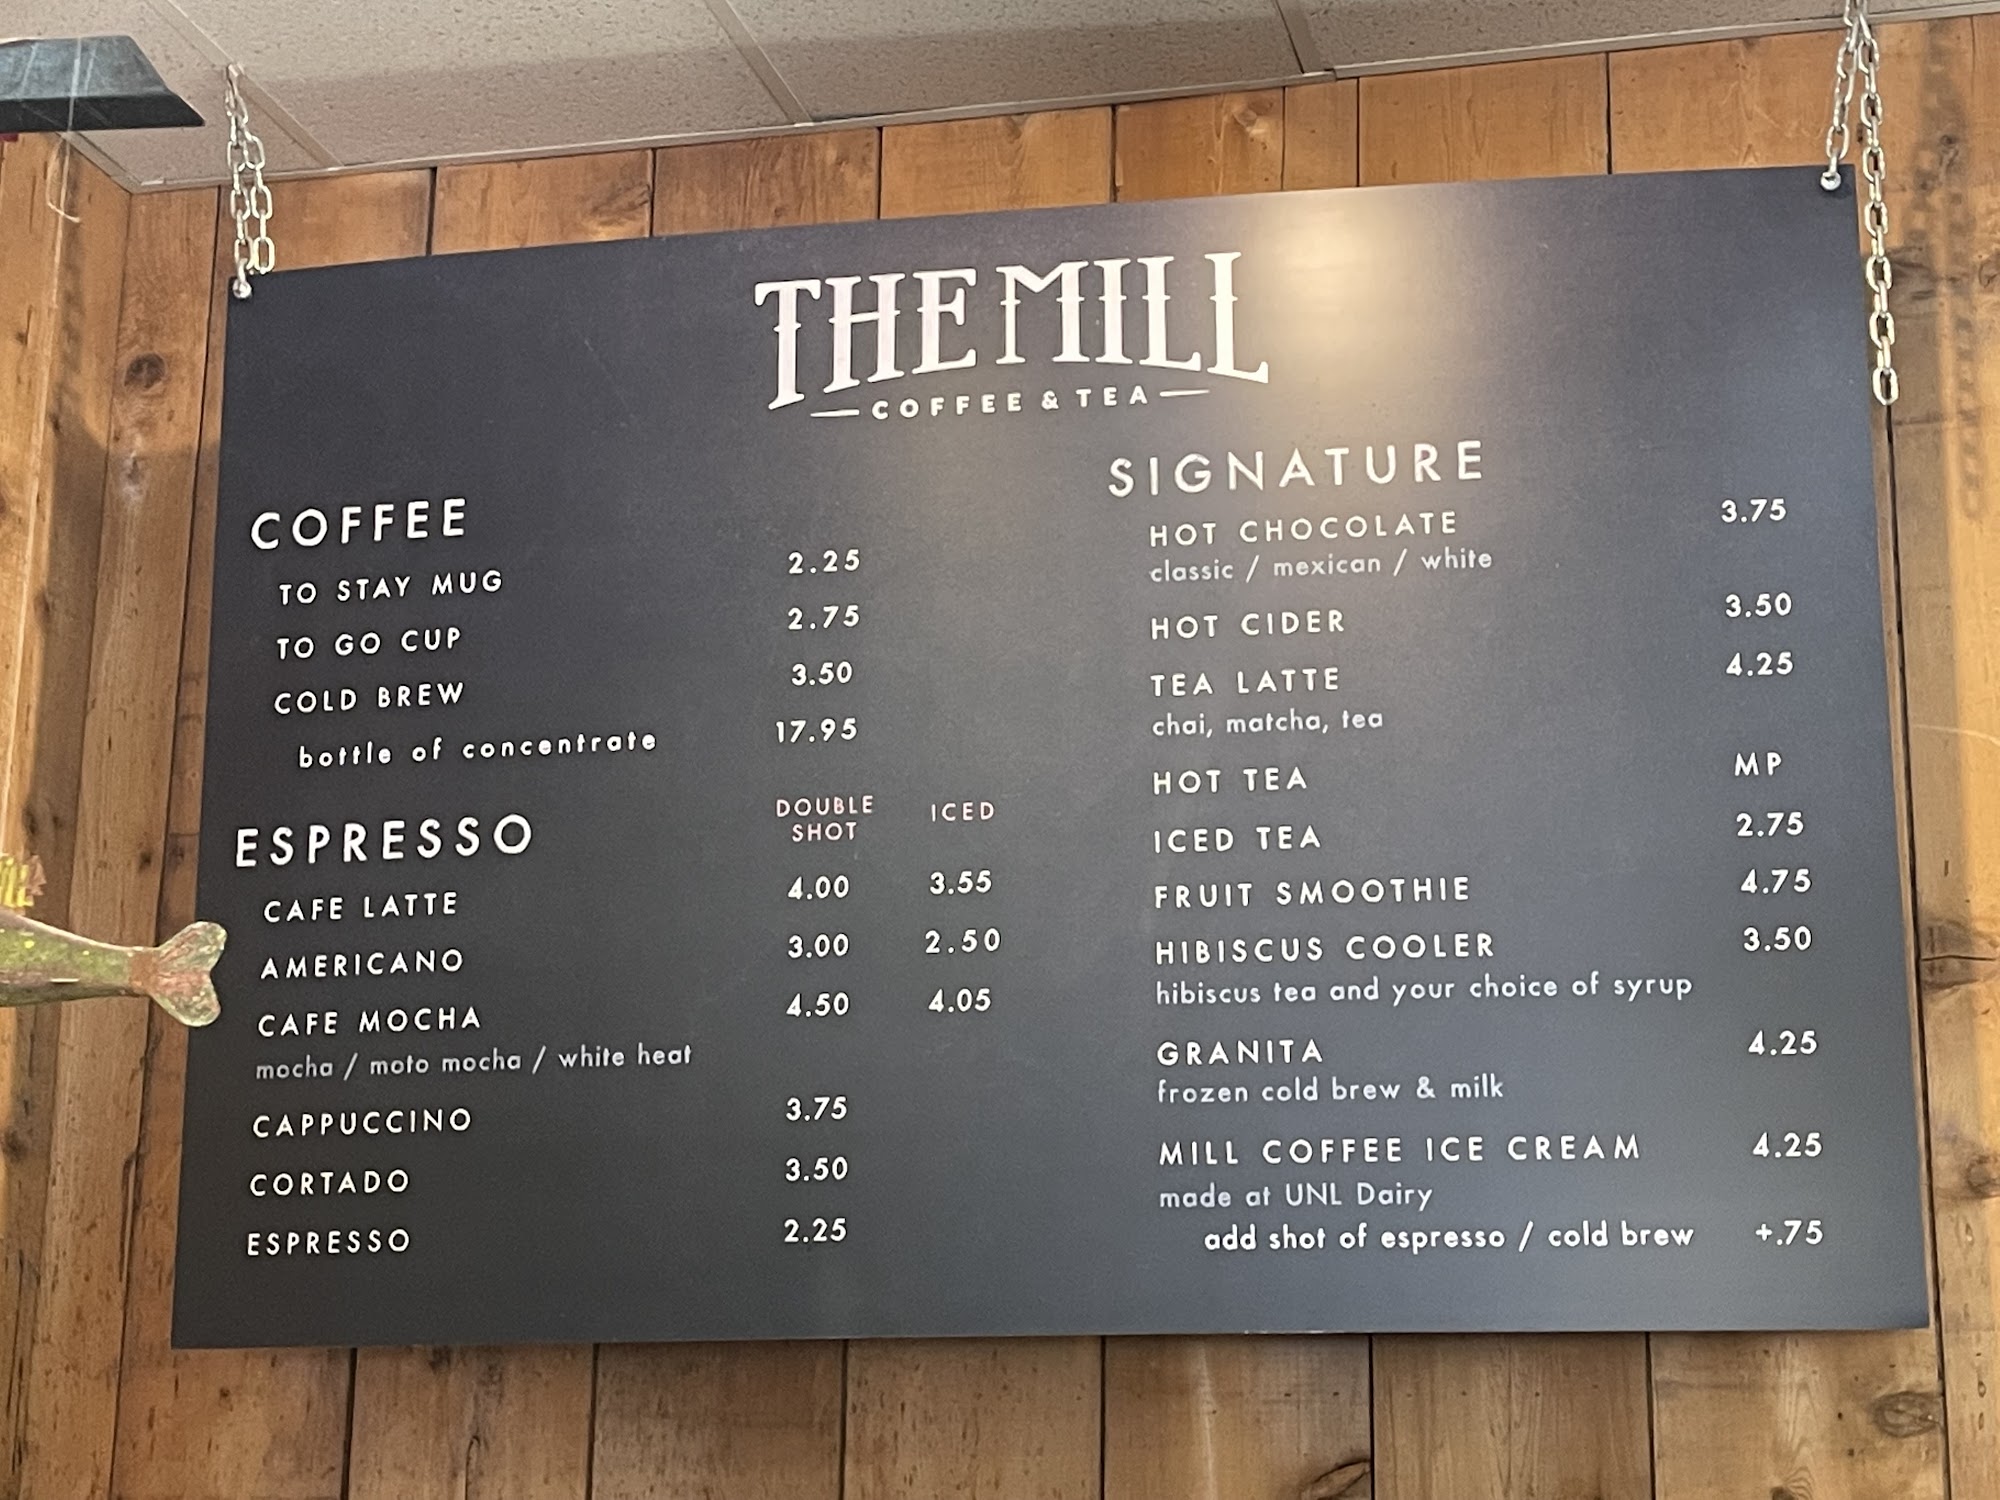 THE MILL
COFFEE & TEA
COFFEE
TO STAY MUG 2.25
TO GO CUP 2.75
COLD BREW 3.50
bottle of concentrate 17.95
ESPRESSO DOUBLE SHOT ICED
CAFE LATTE 4.00 3.55
AMERICANO 3.00 2.50
CAFE MOCHA 4.50 4.05
mocha / moto mocha / white heat
CAPPUCCINO 3.75
CORTADO 3.50
ESPRESSO 2.25
SIGNATURE
HOT CHOCOLATE 3.75
classic / mexican / white
HOT CIDER 3.50
TEA LATTE 4.25
chai, matcha, tea
HOT TEA MP
ICED TEA 2.75
FRUIT SMOOTHIE 4.75
HIBISCUS COOLER 3.50
hibiscus tea and your choice of syrup
GRANITA 4.25
frozen cold brew & milk
MILL COFFEE ICE CREAM 4.25
made at UNL Dairy
add shot of espresso / cold brew +.75